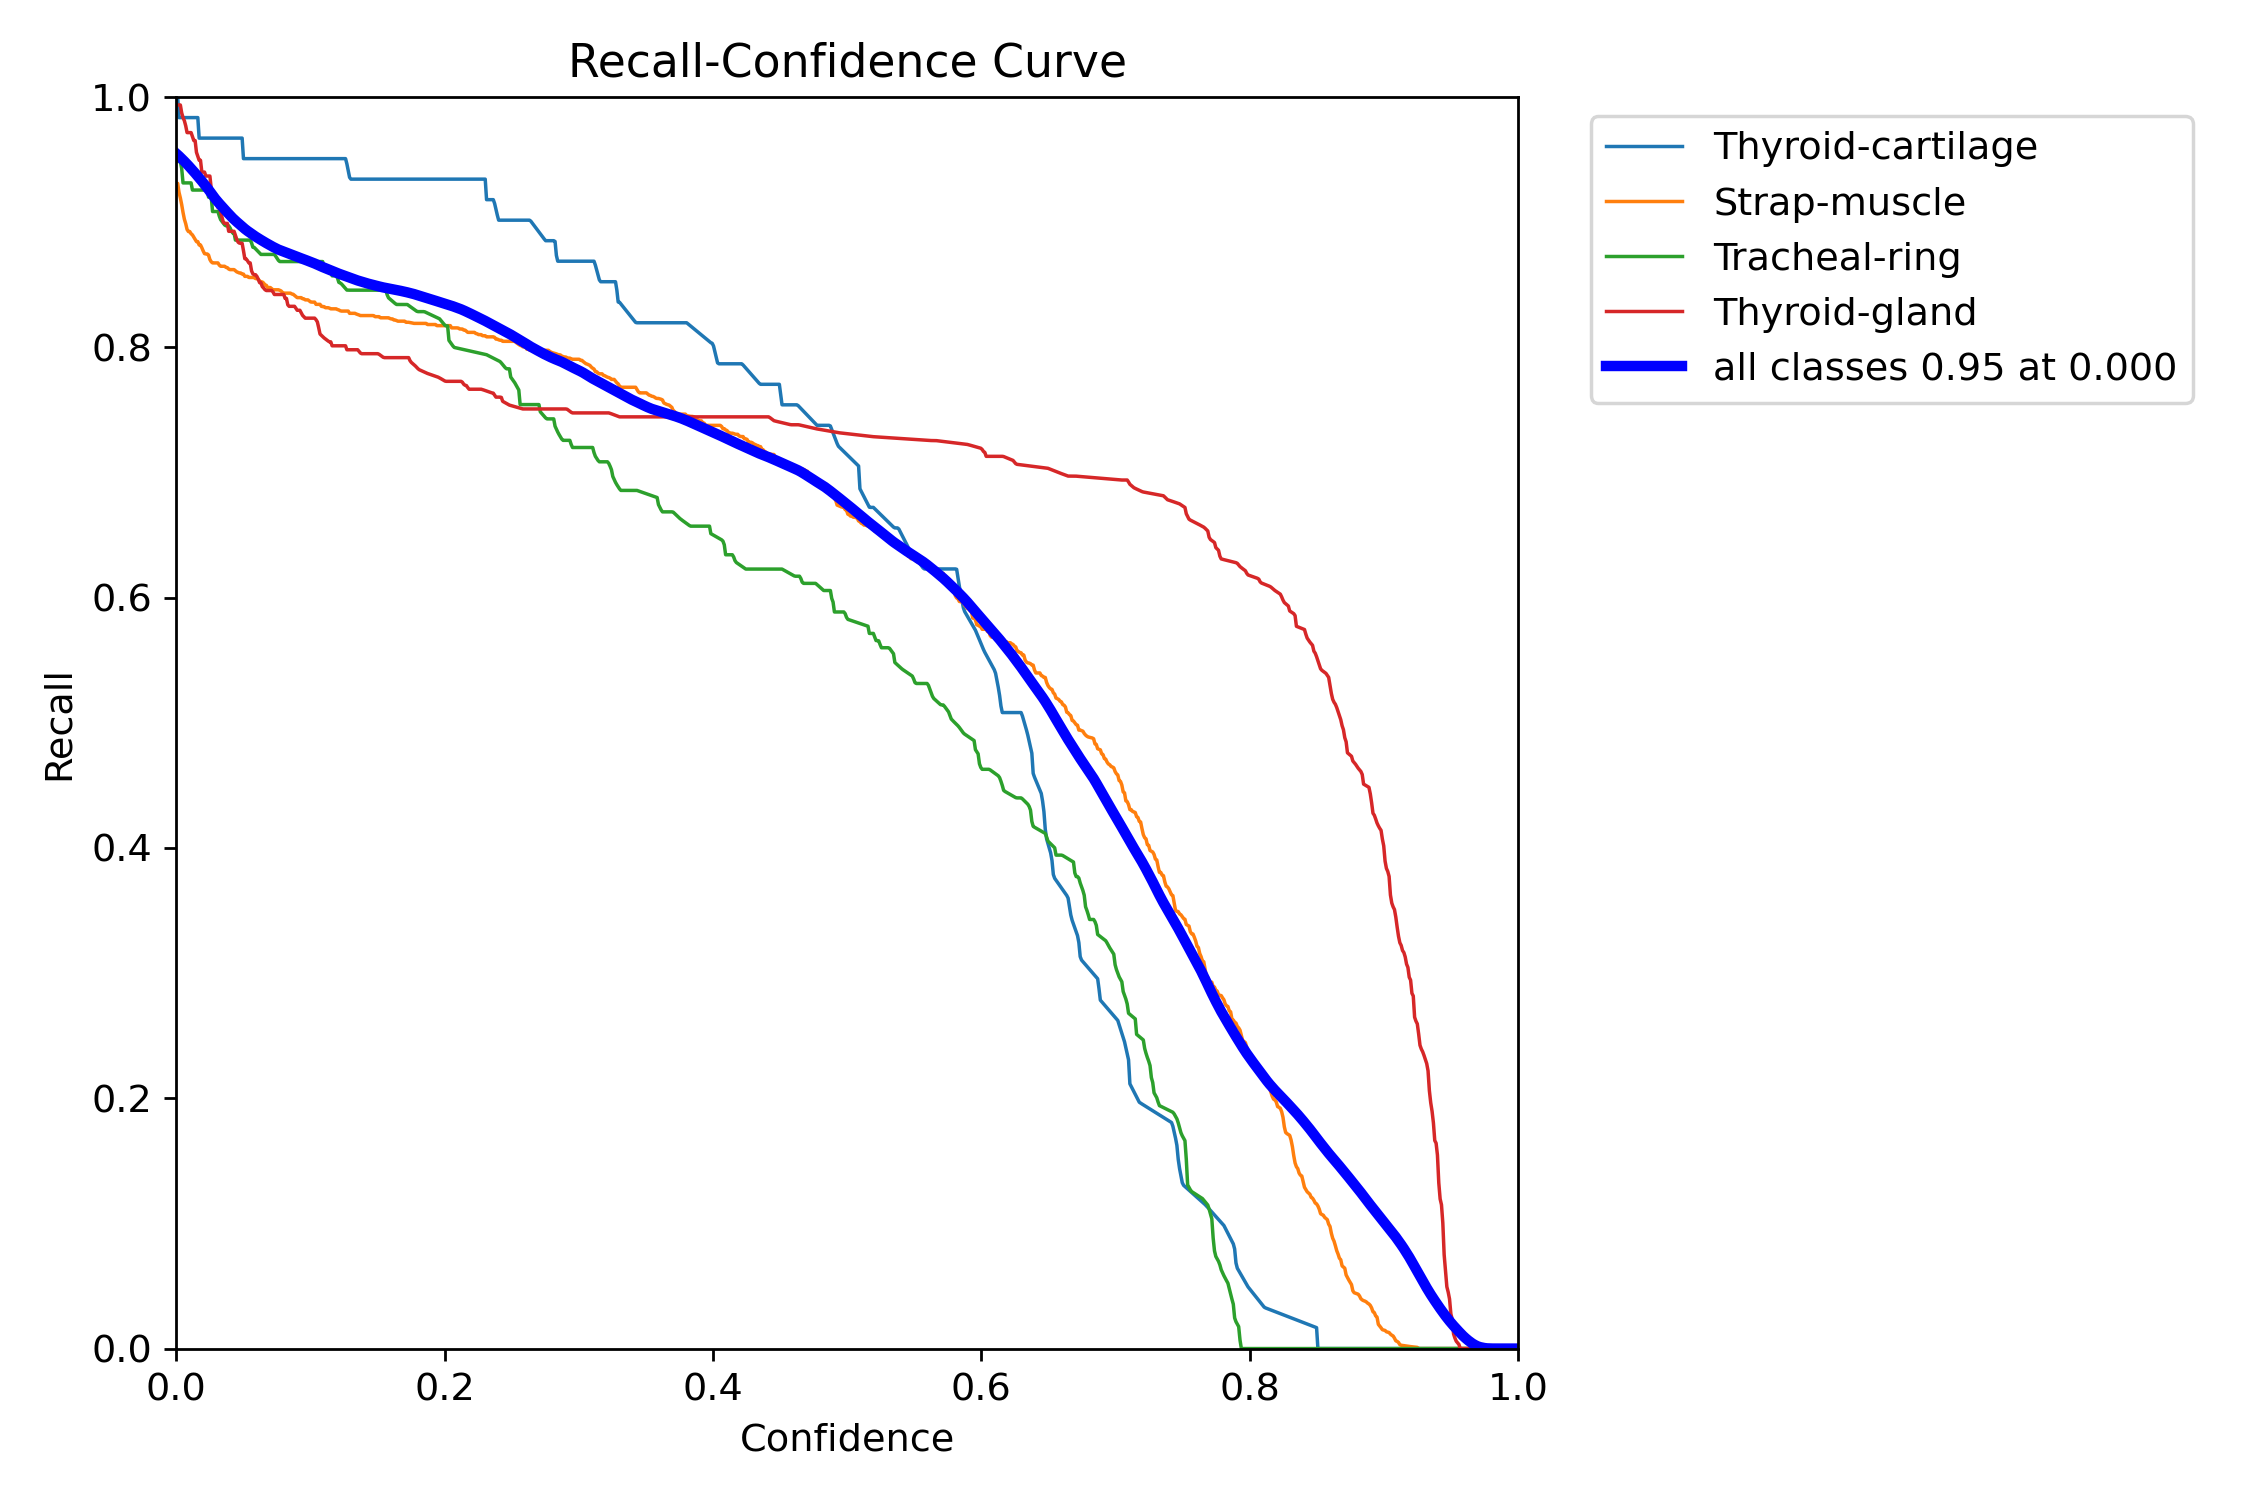 Recall-Confidence Curve
1.0
0.8
0.6
0.4
0.2
0.0
Recall
0.0 0.2 0.4 0.6 0.8 1.0
Confidence
Thyroid-cartilage
Strap-muscle
Tracheal-ring
Thyroid-gland
all classes 0.95 at 0.000